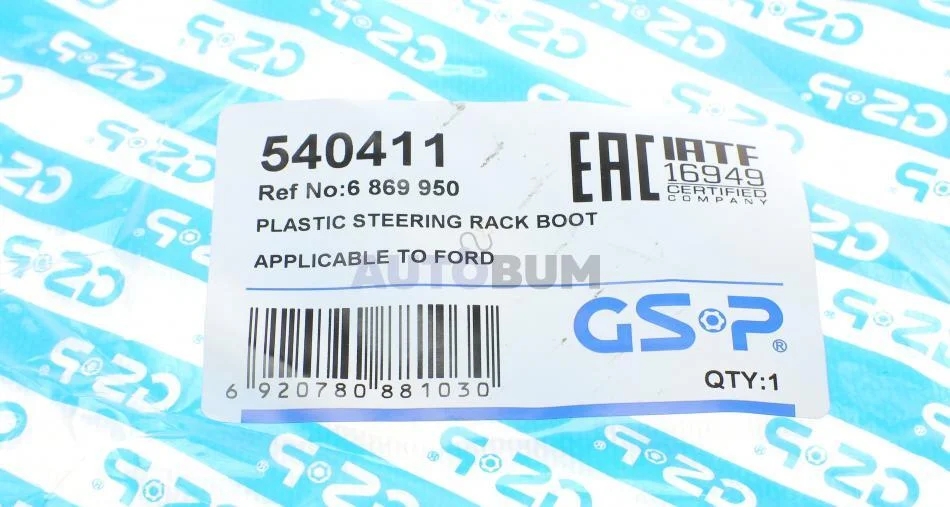 540411
Ref No:6 869 950
PLASTIC STEERING RACK BOOT
APPLICABLE TO FORD
EAC
IATF
16949
CERTIFIED
COMPANY
AUTOBUM
GSP®
QTY:1
6 920780 881030